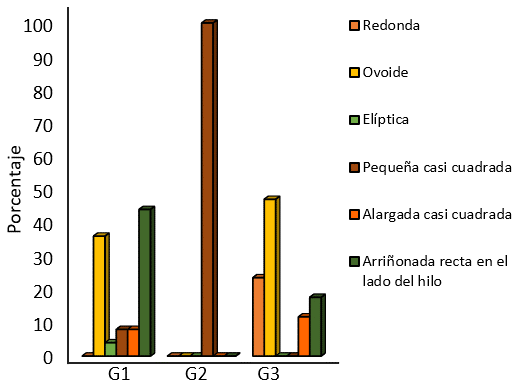 100
90
80
70
60
50
40
30
20
10
0
Porcentaje
G1 G2 G3
Redonda
Ovoide
Elíptica
Pequeña casi cuadrada
Alargada casi cuadrada
Arriñonada recta en el
lado del hilo